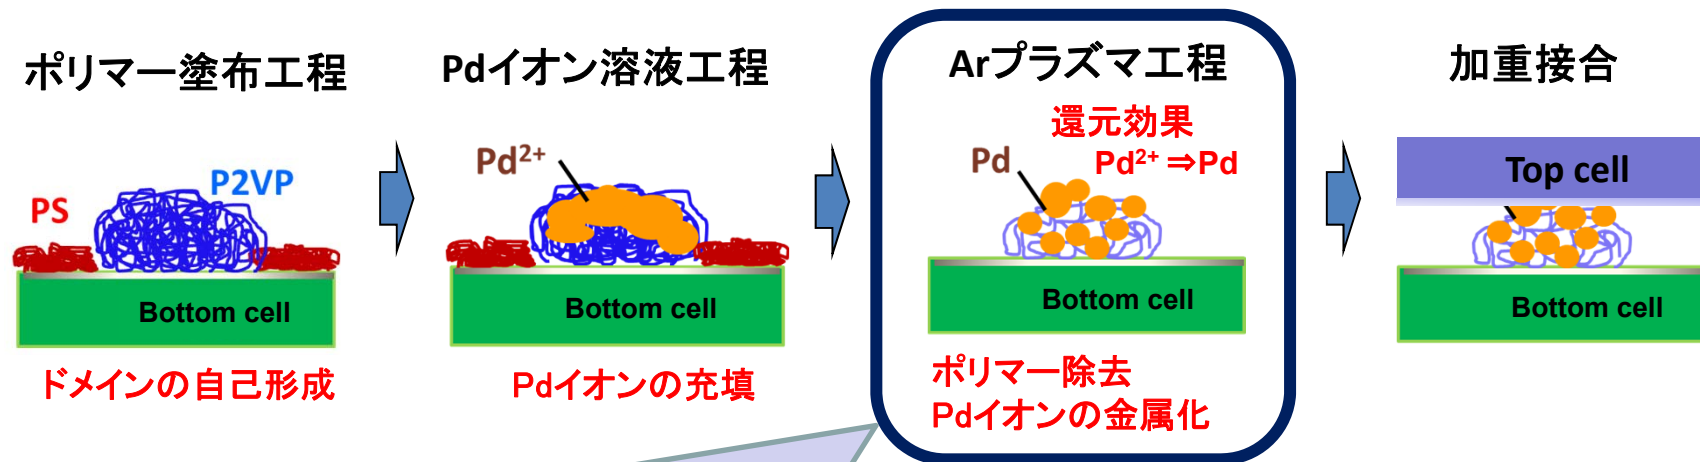 ポリマー塗布工程
PS
P2VP
Bottom cell
ドメインの自己形成
Pdイオン溶液工程
Pd2+
Bottom cell
Pdイオンの充填
Arプラズマ工程
還元効果
Pd
Pd2+ ⇒Pd
Bottom cell
ポリマー除去
Pdイオンの金属化
加重接合
Top cell
Bottom cell